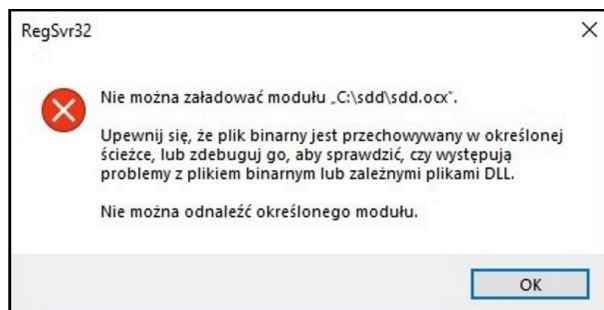 RegSvr32
Nie można załadować modułu „C:\sdd\sdd.ocx”.
Upewnij się, że plik binarny jest przechowywany w określonej
ścieżce, lub zdebuguj go, aby sprawdzić, czy występują
problemy z plikiem binarnym lub zależnymi plikami DLL.
Nie można odnaleźć określonego modułu.
OK